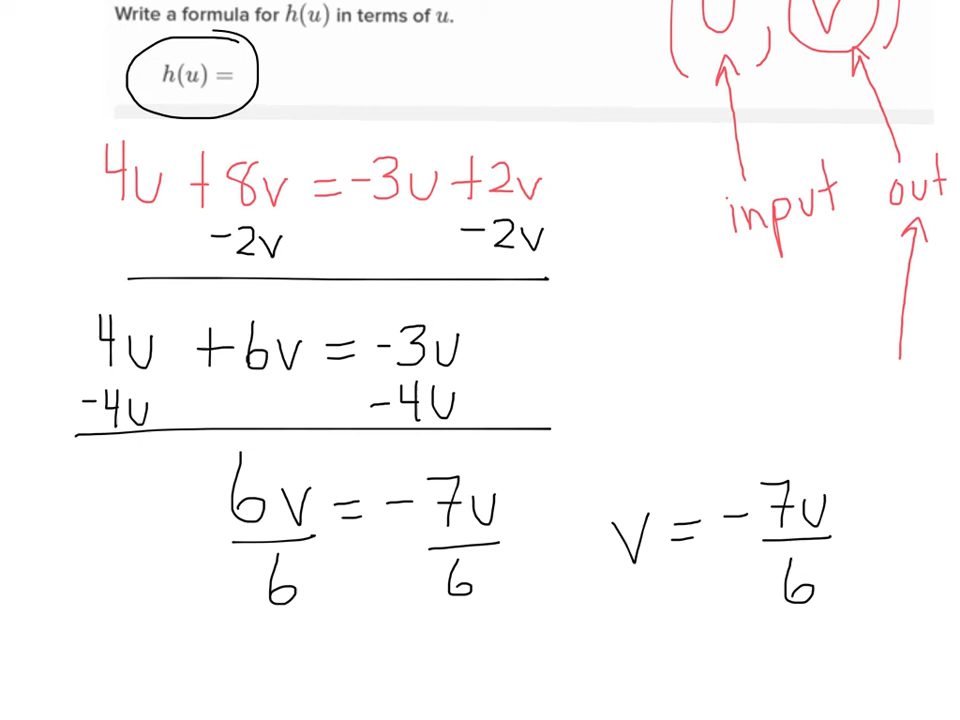 Write a formula for h(u) in terms of u.
(u, v)
h(u) =
4u + 8v = -3u + 2v
-2v -2v
input
out
4u + 6v = -3u
-4u -4u
6v = -7u
6 6
v = -7u
6